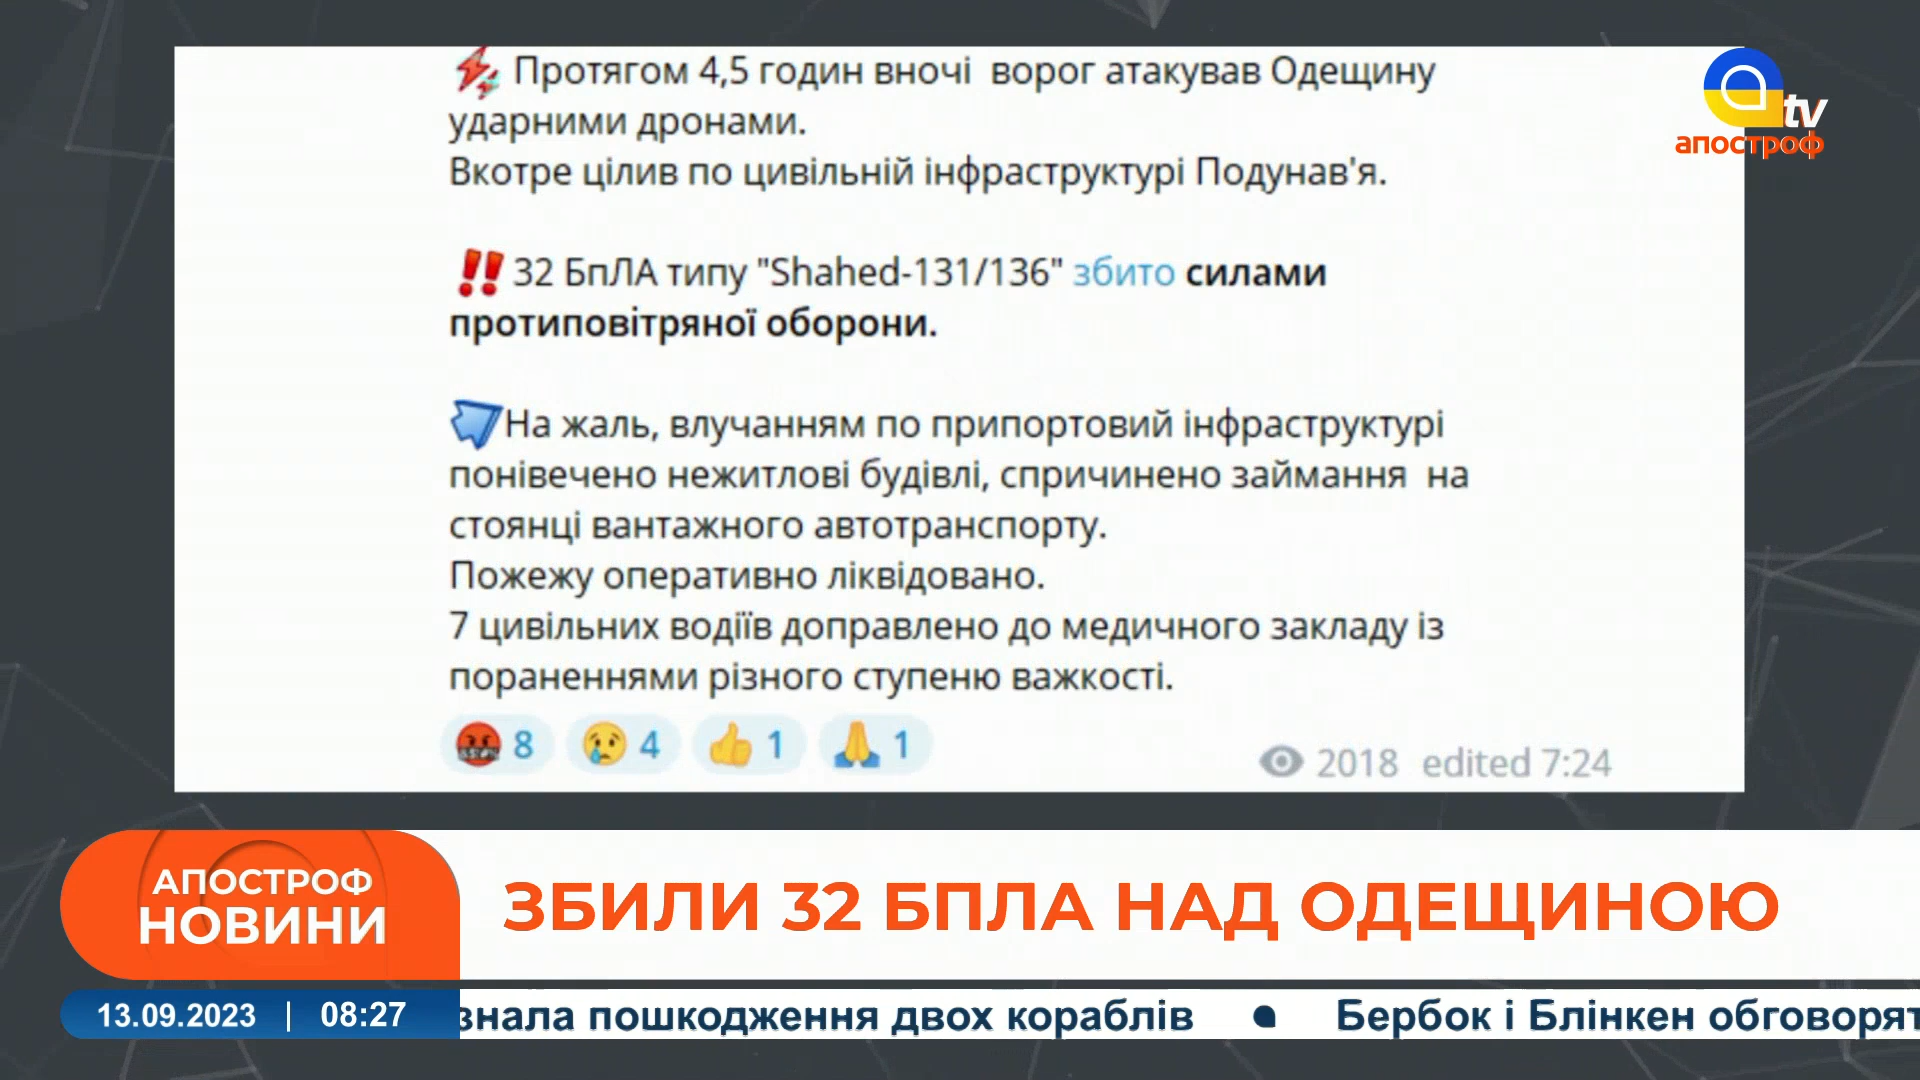 Протягом 4,5 годин вночі ворог атакував Одещину
ударними дронами.
Вкотре цілив по цивільній інфраструктурі Подунав'я.
32 БпЛА типу "Shahed-131/136" збито силами
протиповітряної оборони.
На жаль, влучанням по припортовий інфраструктурі
понівечено нежитлові будівлі, спричинено займання на
стоянці вантажного автотранспорту.
Пожежу оперативно ліквідовано.
7 цивільних водіїв доправлено до медичного закладу із
пораненнями різного ступеню важкості.
8 4 1 1
2018 edited 7:24
tv
апостроф
АПОСТРОФ
НОВИНИ
ЗБИЛИ 32 БПЛА НАД ОДЕЩИНОЮ
13.09.2023 | 08:27
знала пошкодження двох кораблів • Бербок і Блінкен обговорят